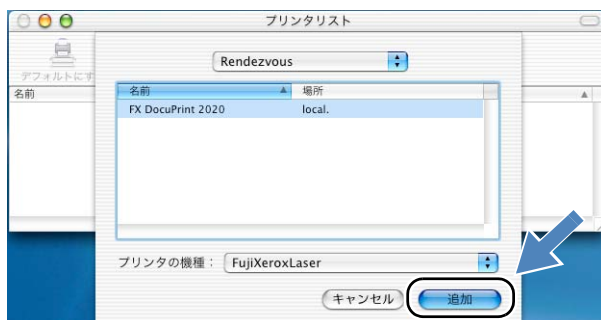 プリンタリスト
デフォルトにす
Rendezvous
名前
名前 場所
FX DocuPrint 2020 local.
プリンタの機種： FujiXeroxLaser
キャンセル 追加